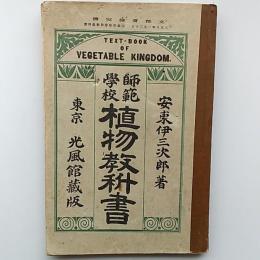 TEXT-BOOK
OF
VEGETABLE KINGDOM.
安東伊三次郎著
師範學校
植物教科書
東京 光風館藏版